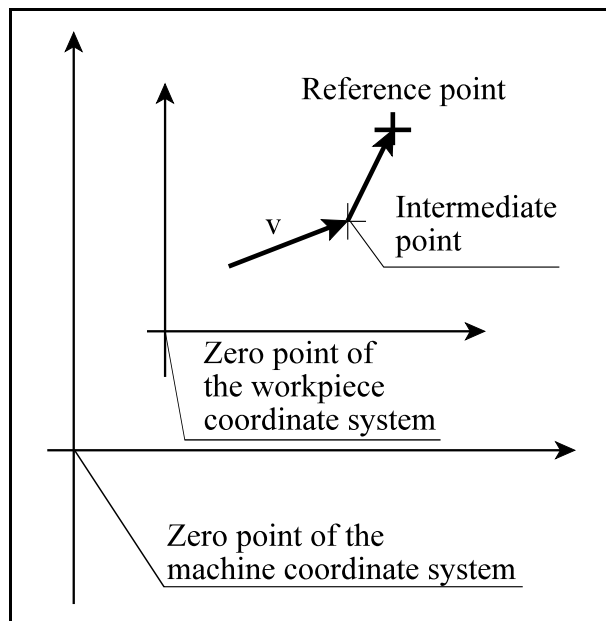 Reference point
v
Intermediate
point
Zero point of
the workpiece
coordinate system
Zero point of the
machine coordinate system